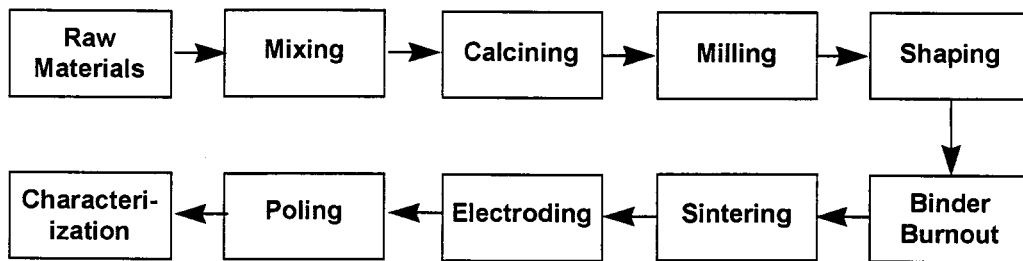 Raw
Materials
Mixing
Calcining
Milling
Shaping
Characteri-
ization
Poling
Electroding
Sintering
Binder
Burnout